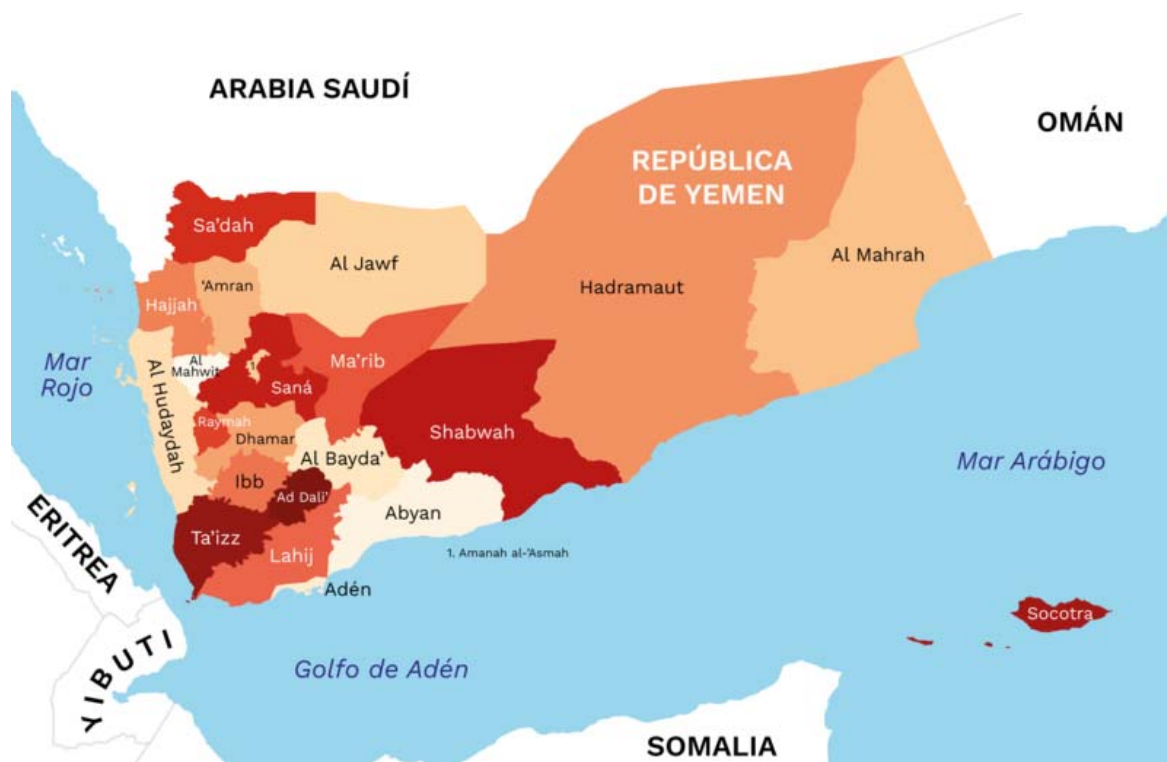 ARABIA SAUDÍ
OMÁN
REPÚBLICA
DE YEMEN
Sa'dah
Al Jawf
Al Mahrah
'Amran
Hadramaut
Hajjah
Mar
Rojo
Al
Mahwit
1
Ma'rib
Saná
Al Hudaydah
Raymah
Dhamar
Shabwah
Al Bayda'
Mar Arábigo
Ibb
Ad Dali'
Abyan
Ta'izz
Lahij
1. Amanah al-'Asmah
ERITREA
Adén
Socotra
YIBUTI
Golfo de Adén
SOMALIA